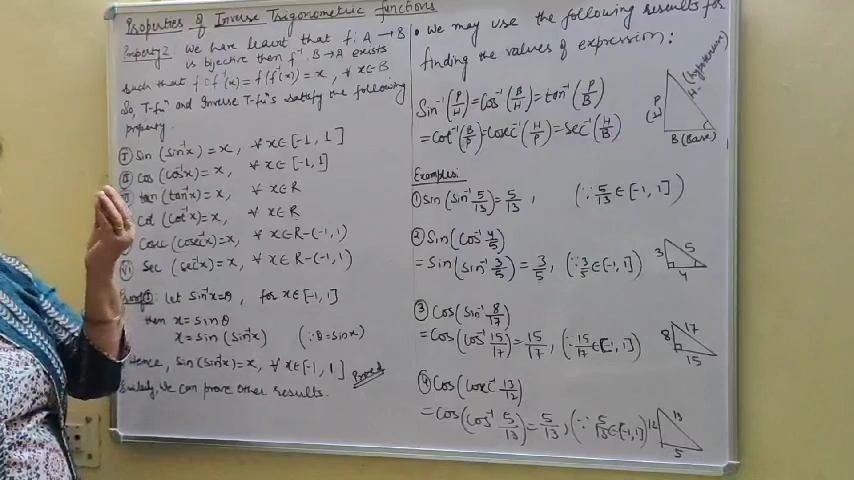 Properties of Inverse Trigonometric functions
Property 2 We have learnt that f: A → B
is bijective then f⁻¹: B→A exists
such that f∘f⁻¹(x) = f(f⁻¹(x)) = x, ∀ x∈B
So, T-fuⁿ and Inverse T-fuⁿs satisfy the following
property.
(I) Sin (sin⁻¹x) = x, ∀ x∈[-1, 1]
(II) Cos (cos⁻¹x) = x, ∀ x∈[-1, 1]
tan (tan⁻¹x) = x, ∀ x∈R
Cot (cot⁻¹x) = x, ∀ x∈R
Cosec (cosec⁻¹x) = x, ∀ x∈R-(-1, 1)
(VI) Sec (sec⁻¹x) = x, ∀ x∈R-(-1, 1)
Proof(I): let sin⁻¹x=θ, for x∈[-1, 1]
then x = sinθ
x = sin (sin⁻¹x) (∵ θ = sin⁻¹x)
Hence, sin(sin⁻¹x)=x, ∀ x∈[-1, 1] Proved
Similarly, We can prove other results.
• We may use the following results for
finding the values of expression:
Sin⁻¹(P/H) = Cos⁻¹(B/H) = tan⁻¹(P/B)
= Cot⁻¹(B/P) = Cosec⁻¹(H/P) = Sec⁻¹(H/B)
P
H (hypotenuse)
B (Base)
Examples:
① Sin(sin⁻¹ 5/13) = 5/13, (∵ 5/13 ∈ [-1, 1])
② Sin(Cos⁻¹ 4/5)
= Sin(sin⁻¹ 3/5) = 3/5, (∵ 3/5 ∈ [-1, 1])
3 5
4
③ Cos(sin⁻¹ 8/17)
= Cos(cos⁻¹ 15/17) = 15/17, (∵ 15/17 ∈ [-1, 1])
8 17
15
④ Cos(cosec⁻¹ 13/12)
= Cos(cos⁻¹ 5/13) = 5/13, (∵ 5/13 ∈ [-1, 1])
12 13
5